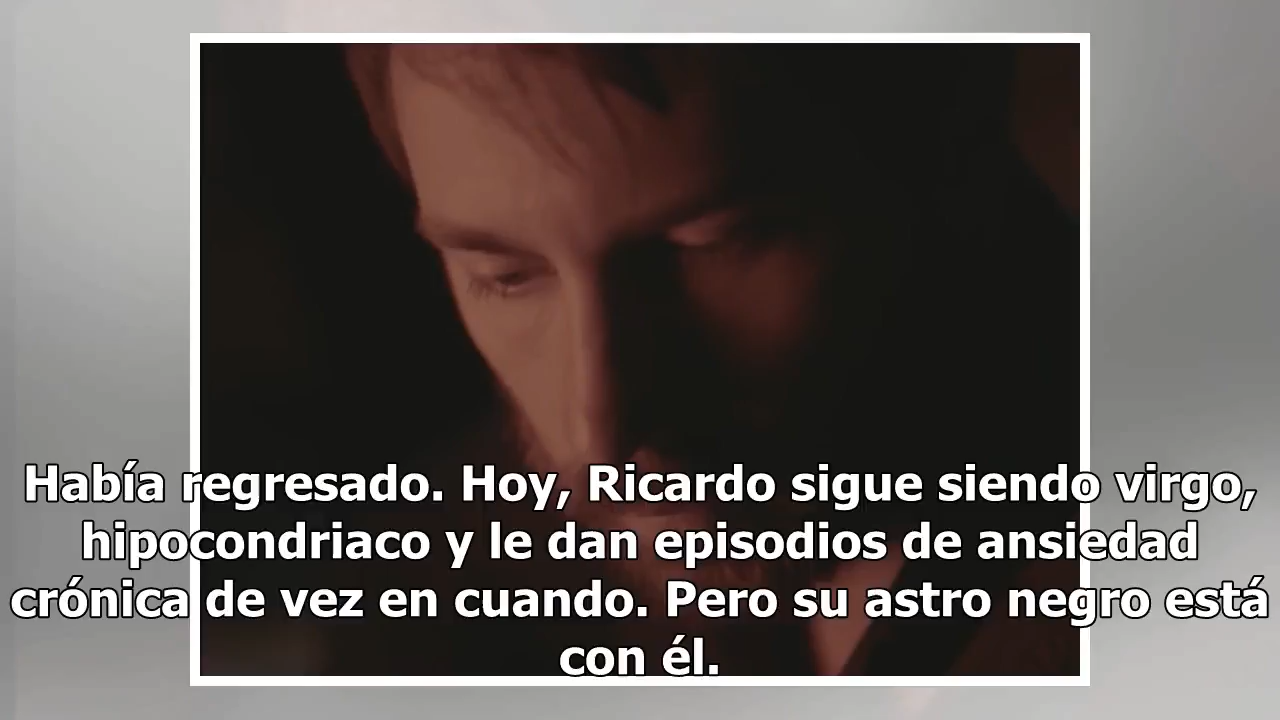 Había regresado. Hoy, Ricardo sigue siendo virgo,
hipocondriaco y le dan episodios de ansiedad
crónica de vez en cuando. Pero su astro negro está
con él.